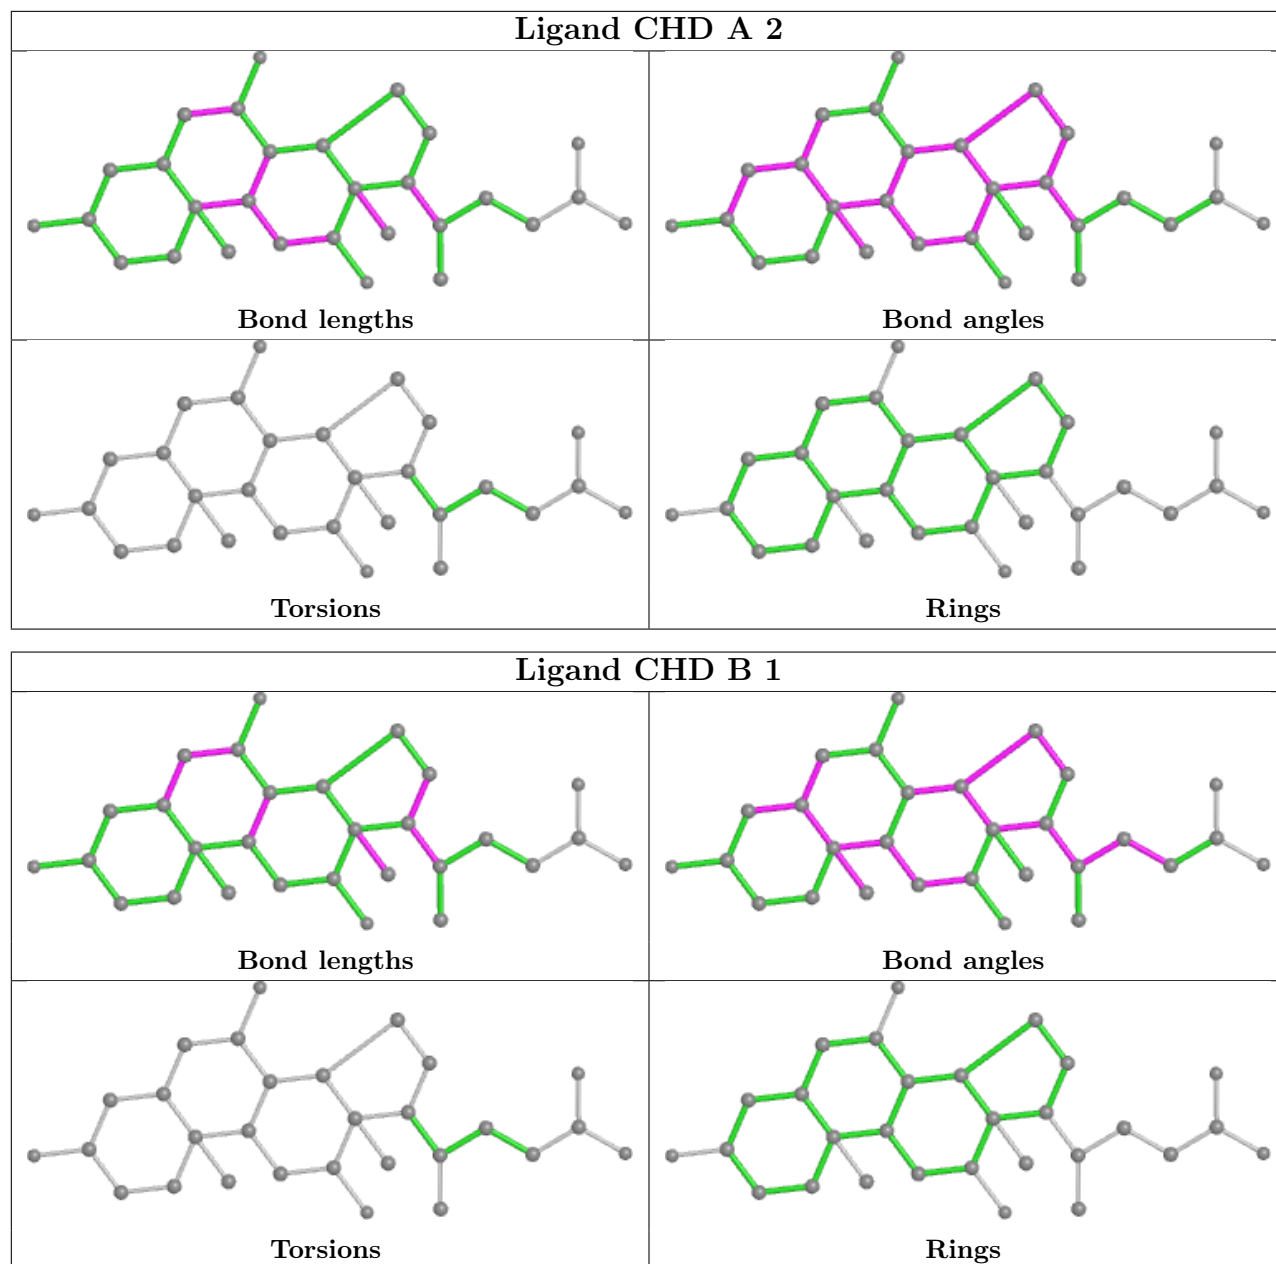 Ligand CHD A 2
Bond lengths
Bond angles
Torsions
Rings
Ligand CHD B 1
Bond lengths
Bond angles
Torsions
Rings